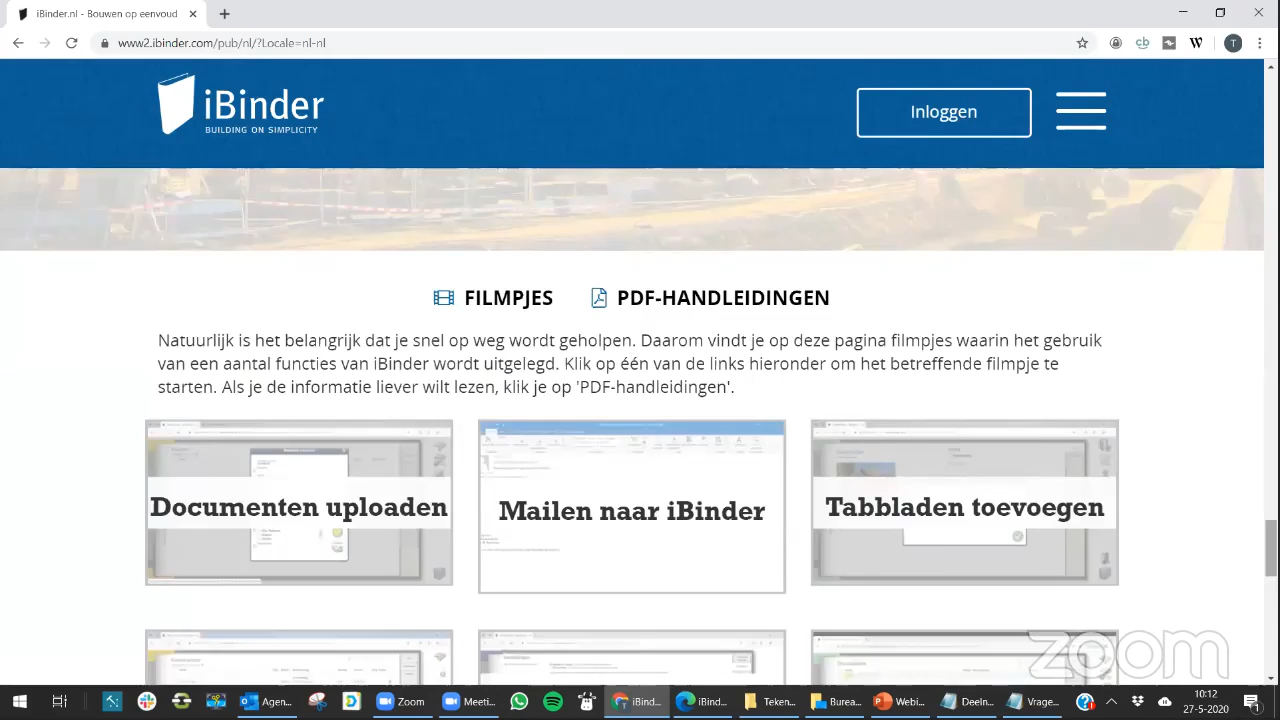 iBinder.nl - Bouwen op eenvoud
www2.ibinder.com/pub/nl/?Locale=nl-nl
cb
W
T
iBinder
BUILDING ON SIMPLICITY
Inloggen
FILMPJES
PDF-HANDLEIDINGEN
Natuurlijk is het belangrijk dat je snel op weg wordt geholpen. Daarom vindt je op deze pagina filmpjes waarin het gebruik
van een aantal functies van iBinder wordt uitgelegd. Klik op één van de links hieronder om het betreffende filmpje te
starten. Als je de informatie liever wilt lezen, klik je op 'PDF-handleidingen'.
Documenten uploaden
Mailen naar iBinder
Tabbladen toevoegen
zoom
Agen...
Zoom
Meeti...
iBind...
iBind...
Teken...
Burea...
Webi...
Deeln...
Vrage...
10:12
27-5-2020